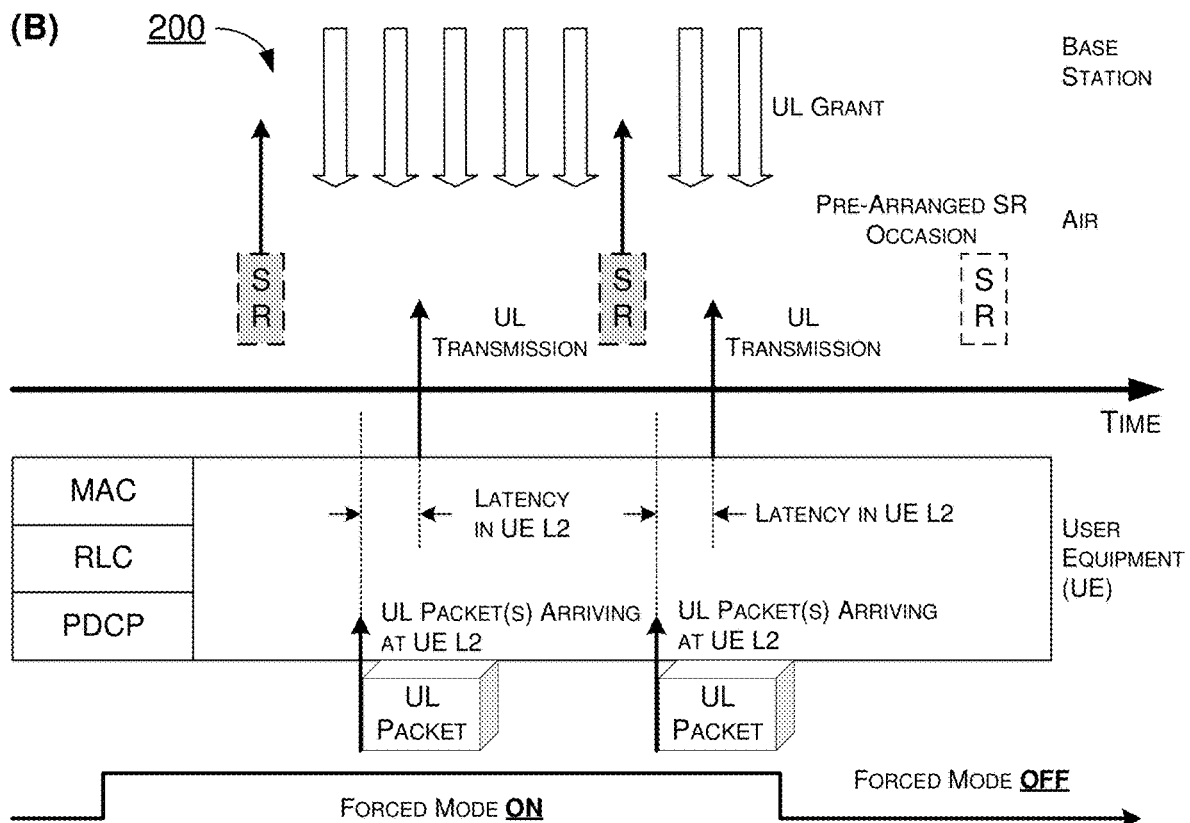 (B)
200
BASE
STATION
UL GRANT
PRE-ARRANGED SR
OCCASION
AIR
S
R
S
R
S
R
UL
TRANSMISSION
UL
TRANSMISSION
TIME
MAC
RLC
PDCP
LATENCY
IN UE L2
LATENCY IN UE L2
USER
EQUIPMENT
(UE)
UL PACKET(S) ARRIVING
AT UE L2
UL PACKET(S) ARRIVING
AT UE L2
UL
PACKET
UL
PACKET
FORCED MODE ON
FORCED MODE OFF